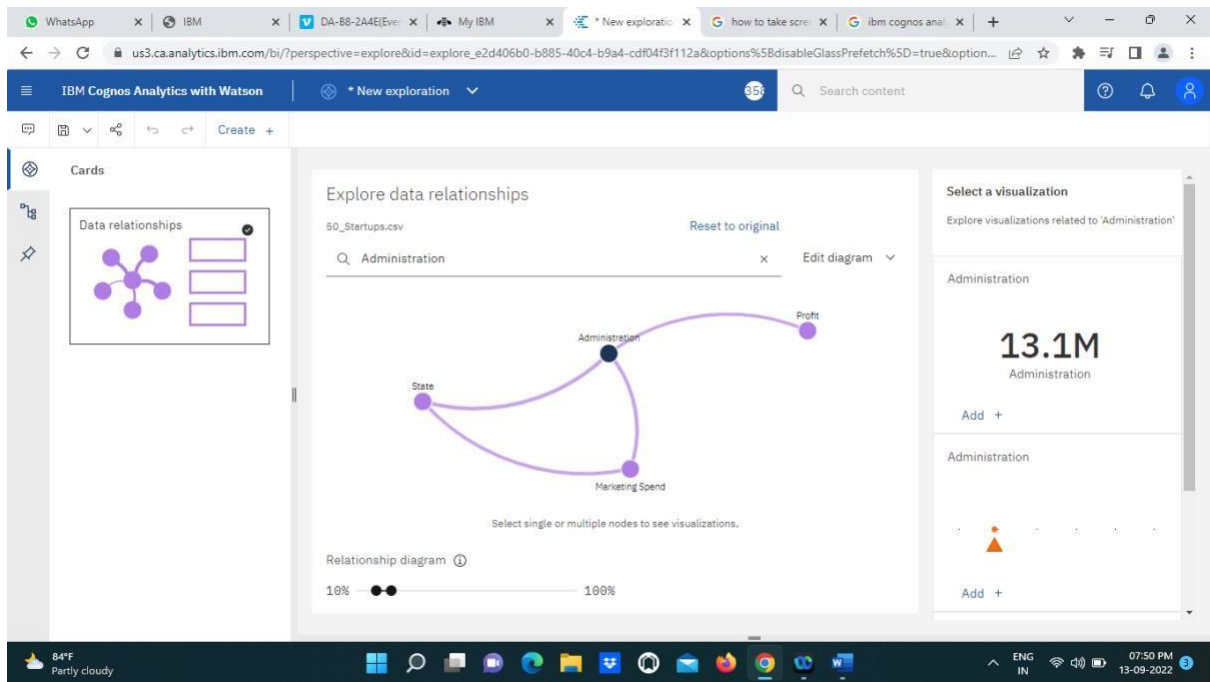 WhatsApp
IBM
DA-BB-2A4E(Even
My IBM
* New exploratio
how to take scree
ibm cognos anal
us3.ca.analytics.ibm.com/bi/?perspective=explore&id=explore_e2d406b0-b885-40c4-b9a4-cdf04f3f112a&options%5BdisableGlassPrefetch%5D=true&option...
IBM Cognos Analytics with Watson
* New exploration
Search content
Create +
Cards
Data relationships
Explore data relationships
50_Startups.csv
Reset to original
Administration
Edit diagram
Profit
Administration
State
Marketing Spend
Select single or multiple nodes to see visualizations.
Relationship diagram
10%
100%
Select a visualization
Explore visualizations related to 'Administration'
Administration
13.1M
Administration
Add +
Administration
Add +
84°F
Partly cloudy
ENG
IN
07:50 PM
13-09-2022
3